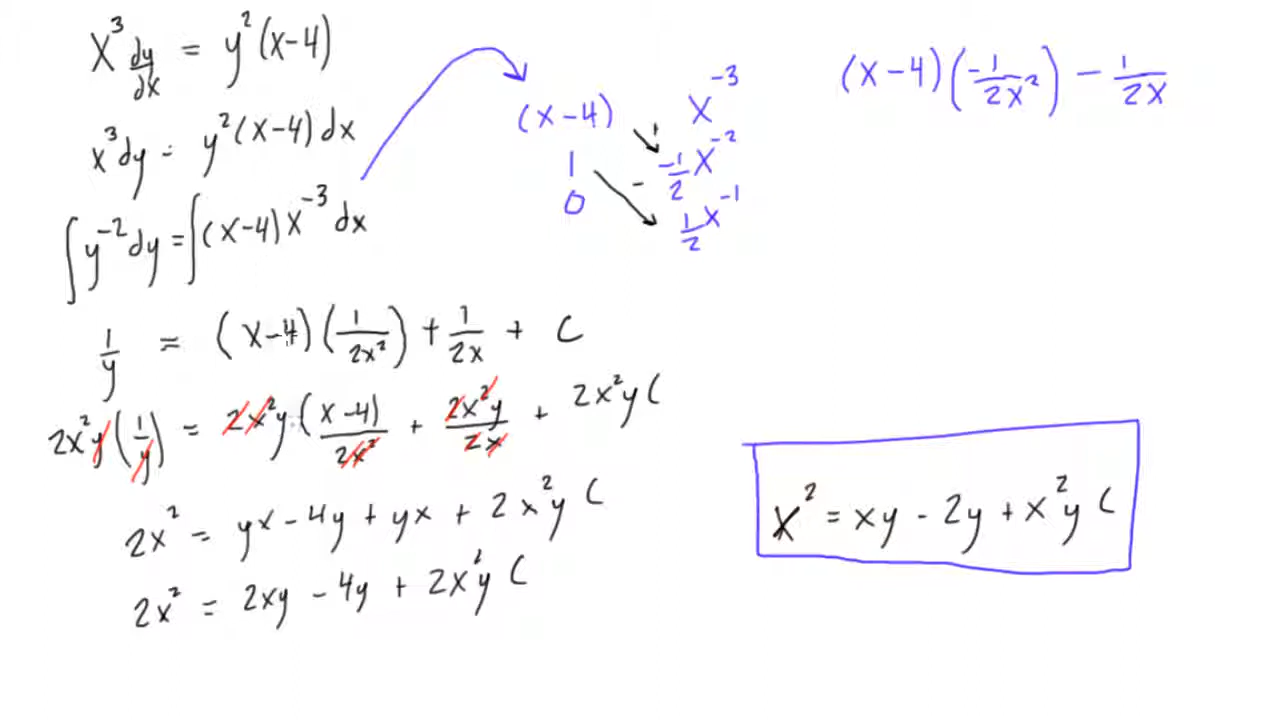 x³ dy/dx = y²(x-4)
x³dy = y²(x-4)dx
∫y⁻²dy = ∫(x-4)x⁻³dx
1/y = (x-4)(1/2x²) + 1/2x + C
2x²y(1/y) = 2x²y·(x-4)/2x² + 2x²y/2x + 2x²yC
2x² = yx - 4y + yx + 2x²yC
2x² = 2xy - 4y + 2x²yC
(x-4) x⁻³
+
1 -1/2 x⁻²
-
0 1/2 x⁻¹
(x-4)(-1/2x²) - 1/2x
x² = xy - 2y + x²yC